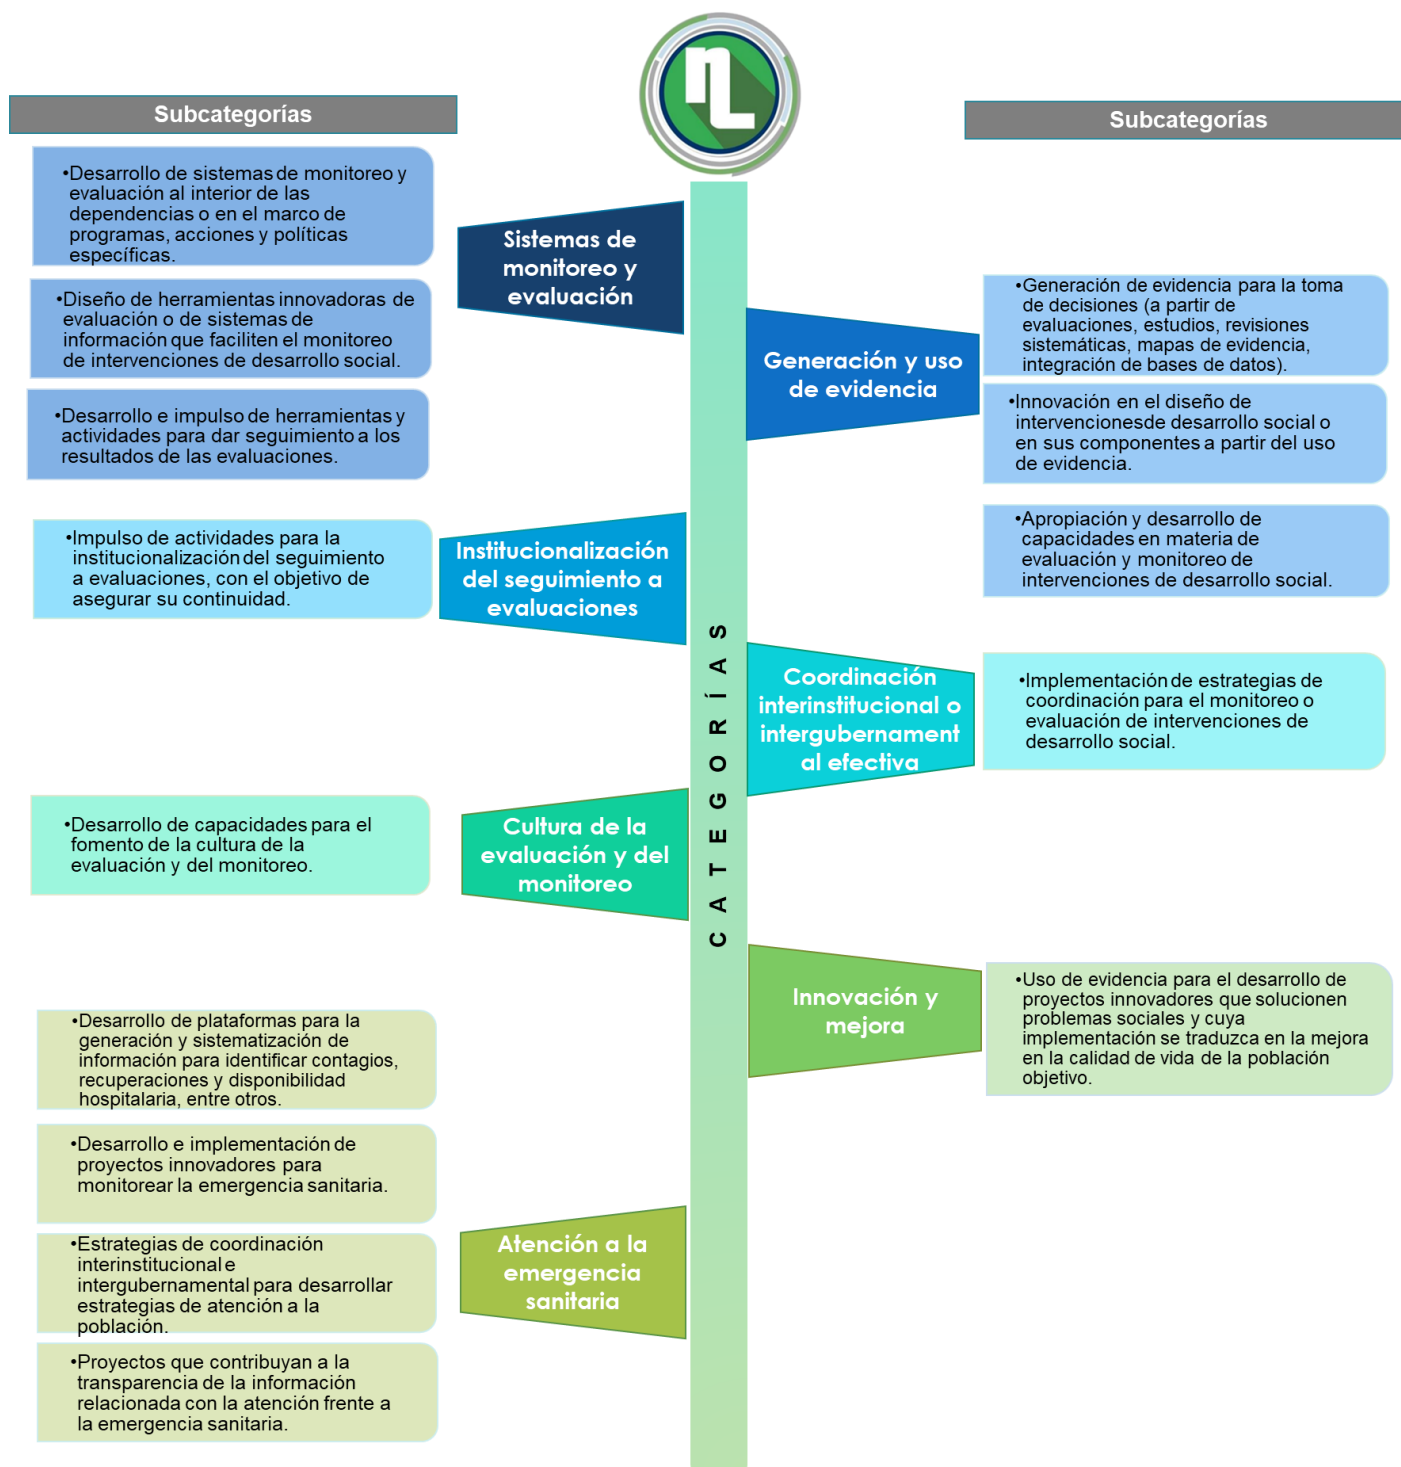 nL
Subcategorías
•Desarrollo de sistemas de monitoreo y
evaluación al interior de las
dependencias o en el marco de
programas, acciones y políticas
específicas.
•Diseño de herramientas innovadoras de
evaluación o de sistemas de
información que faciliten el monitoreo
de intervenciones de desarrollo social.
•Desarrollo e impulso de herramientas y
actividades para dar seguimiento a los
resultados de las evaluaciones.
Sistemas de
monitoreo y
evaluación
•Impulso de actividades para la
institucionalización del seguimiento
a evaluaciones, con el objetivo de
asegurar su continuidad.
Institucionalización
del seguimiento a
evaluaciones
•Desarrollo de capacidades para el
fomento de la cultura de la
evaluación y del monitoreo.
Cultura de la
evaluación y del
monitoreo
•Desarrollo de plataformas para la
generación y sistematización de
información para identificar contagios,
recuperaciones y disponibilidad
hospitalaria, entre otros.
•Desarrollo e implementación de
proyectos innovadores para
monitorear la emergencia sanitaria.
•Estrategias de coordinación
interinstitucional e
intergubernamental para desarrollar
estrategias de atención a la
población.
•Proyectos que contribuyan a la
transparencia de la información
relacionada con la atención frente a
la emergencia sanitaria.
Atención a la
emergencia
sanitaria
CATEGORÍAS
Subcategorías
Generación y uso
de evidencia
•Generación de evidencia para la toma
de decisiones (a partir de
evaluaciones, estudios, revisiones
sistemáticas, mapas de evidencia,
integración de bases de datos).
•Innovación en el diseño de
intervencionesde desarrollo social o
en sus componentes a partir del uso
de evidencia.
•Apropiación y desarrollo de
capacidades en materia de
evaluación y monitoreo de
intervenciones de desarrollo social.
Coordinación
interinstitucional o
intergubernament
al efectiva
•Implementación de estrategias de
coordinación para el monitoreo o
evaluación de intervenciones de
desarrollo social.
Innovación y
mejora
•Uso de evidencia para el desarrollo de
proyectos innovadores que solucionen
problemas sociales y cuya
implementación se traduzca en la mejora
en la calidad de vida de la población
objetivo.